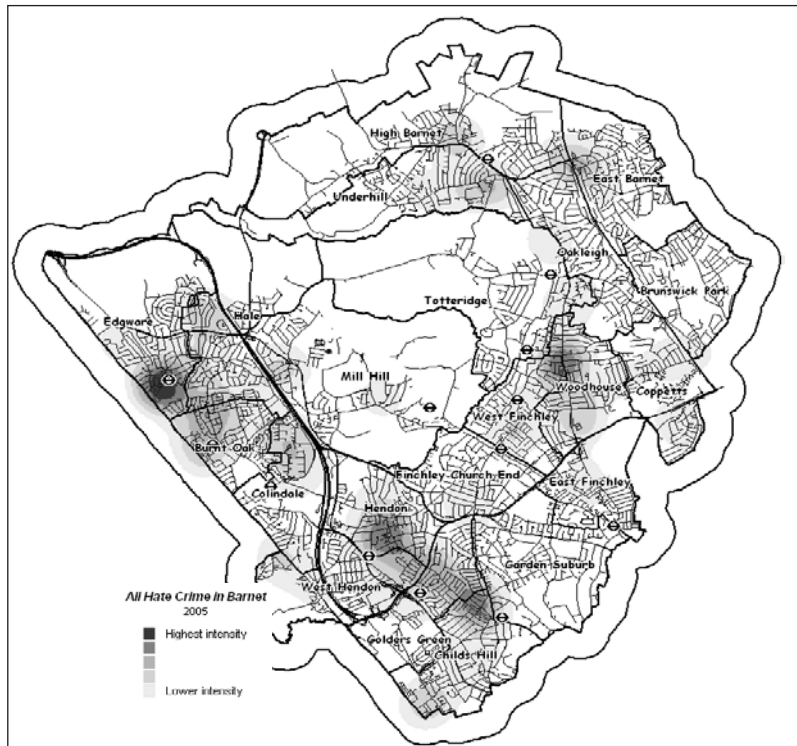 High Barnet
East Barnet
Underhill
Oakleigh
Brunswick Park
Totteridge
Edgware
Hale
Mill Hill
Woodhouse
Coppetts
West Finchley
Burnt Oak
Finchley Church End
East Finchley
Colindale
Hendon
Garden Suburb
West Hendon
Golders Green
Childs Hill
All Hate Crime in Barnet
2005
Highest intensity
Lower intensity